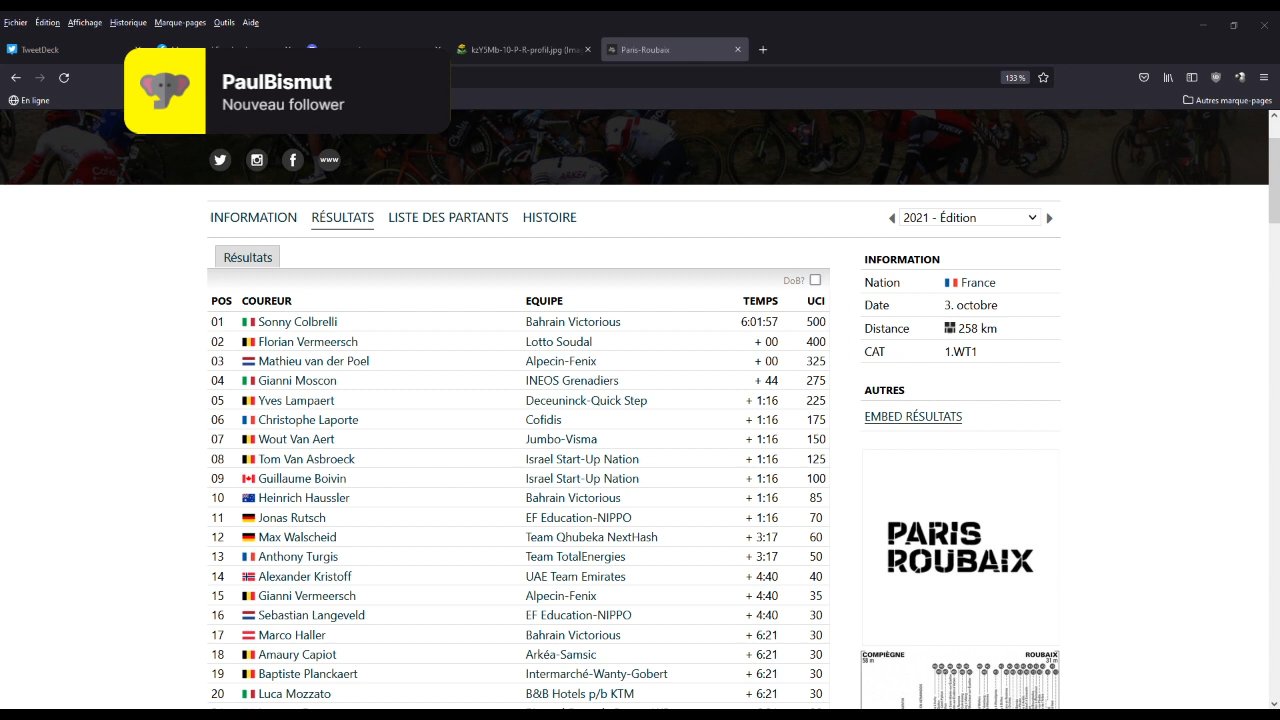 Fichier Édition Affichage Historique Marque-pages Outils Aide
TweetDeck
kzY5Mb-10-P-R-profil.jpg (Ima
Paris-Roubaix
PaulBismut
Nouveau follower
133 %
En ligne
Autres marque-pages
www
INFORMATION RÉSULTATS LISTE DES PARTANTS HISTOIRE
2021 - Édition
Résultats
DoB?
POS COUREUR EQUIPE TEMPS UCI
01 Sonny Colbrelli Bahrain Victorious 6:01:57 500
02 Florian Vermeersch Lotto Soudal + 00 400
03 Mathieu van der Poel Alpecin-Fenix + 00 325
04 Gianni Moscon INEOS Grenadiers + 44 275
05 Yves Lampaert Deceuninck-Quick Step + 1:16 225
06 Christophe Laporte Cofidis + 1:16 175
07 Wout Van Aert Jumbo-Visma + 1:16 150
08 Tom Van Asbroeck Israel Start-Up Nation + 1:16 125
09 Guillaume Boivin Israel Start-Up Nation + 1:16 100
10 Heinrich Haussler Bahrain Victorious + 1:16 85
11 Jonas Rutsch EF Education-NIPPO + 1:16 70
12 Max Walscheid Team Qhubeka NextHash + 3:17 60
13 Anthony Turgis Team TotalEnergies + 3:17 50
14 Alexander Kristoff UAE Team Emirates + 4:40 40
15 Gianni Vermeersch Alpecin-Fenix + 4:40 35
16 Sebastian Langeveld EF Education-NIPPO + 4:40 30
17 Marco Haller Bahrain Victorious + 6:21 30
18 Amaury Capiot Arkéa-Samsic + 6:21 30
19 Baptiste Planckaert Intermarché-Wanty-Gobert + 6:21 30
20 Luca Mozzato B&B Hotels p/b KTM + 6:21 30
INFORMATION
Nation France
Date 3. octobre
Distance 258 km
CAT 1.WT1
AUTRES
EMBED RÉSULTATS
PARIS
ROUBAIX
COMPIÈGNE ROUBAIX